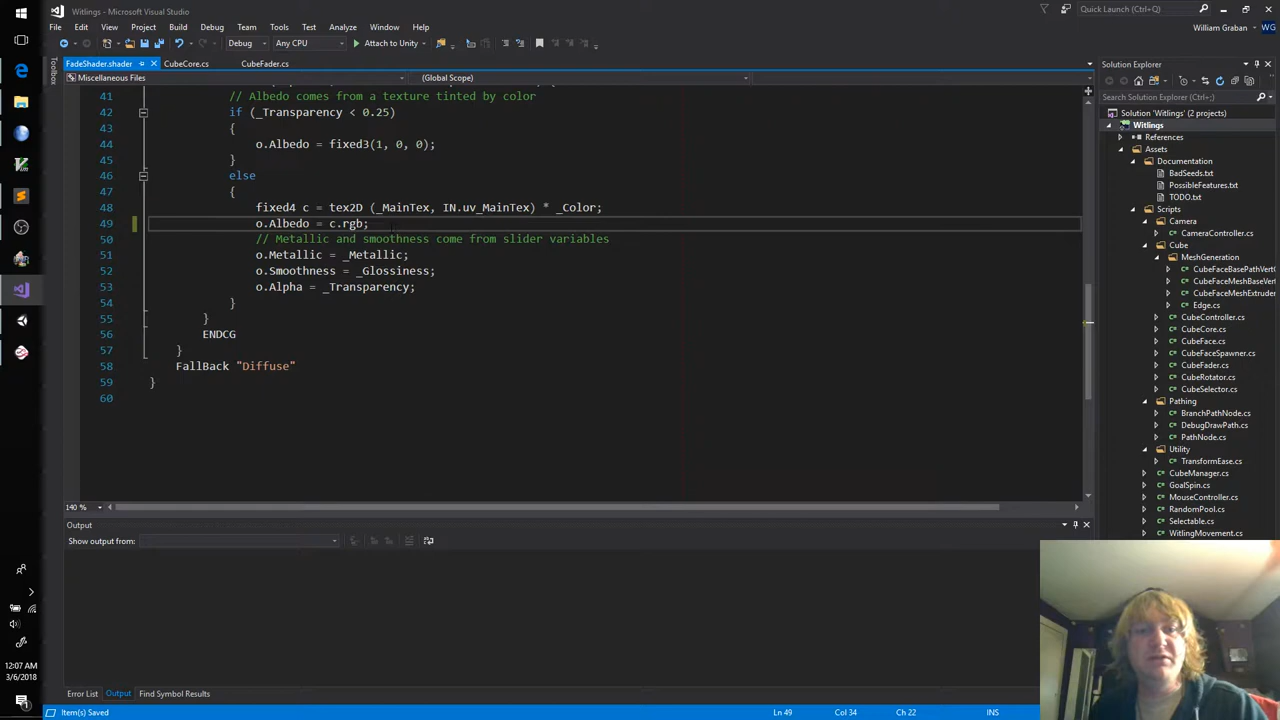 Witlings - Microsoft Visual Studio
Quick Launch (Ctrl+Q)
File Edit View Project Build Debug Team Tools Test Analyze Window Help
William Graban WG
Debug Any CPU Attach to Unity
FadeShader.shader CubeCore.cs CubeFader.cs
Miscellaneous Files (Global Scope)
41 // Albedo comes from a texture tinted by color
42 if (_Transparency < 0.25)
43 {
44 o.Albedo = fixed3(1, 0, 0);
45 }
46 else
47 {
48 fixed4 c = tex2D (_MainTex, IN.uv_MainTex) * _Color;
49 o.Albedo = c.rgb;
50 // Metallic and smoothness come from slider variables
51 o.Metallic = _Metallic;
52 o.Smoothness = _Glossiness;
53 o.Alpha = _Transparency;
54 }
55 }
56 ENDCG
57 }
58 FallBack "Diffuse"
59 }
60
140 %
Output
Show output from:
Error List Output Find Symbol Results
Item(s) Saved Ln 49 Col 34 Ch 22 INS
Solution Explorer
Search Solution Explorer (Ctrl+;)
Solution 'Witlings' (2 projects)
Witlings
References
Assets
Documentation
BadSeeds.txt
PossibleFeatures.txt
TODO.txt
Scripts
Camera
CameraController.cs
Cube
MeshGeneration
CubeFaceBasePathVert
CubeFaceMeshBaseVert
CubeFaceMeshExtruder
Edge.cs
CubeController.cs
CubeCore.cs
CubeFace.cs
CubeFaceSpawner.cs
CubeFader.cs
CubeRotator.cs
CubeSelector.cs
Pathing
BranchPathNode.cs
DebugDrawPath.cs
PathNode.cs
Utility
TransformEase.cs
CubeManager.cs
GoalSpin.cs
MouseController.cs
RandomPool.cs
Selectable.cs
WitlingMovement.cs
12:07 AM
3/6/2018